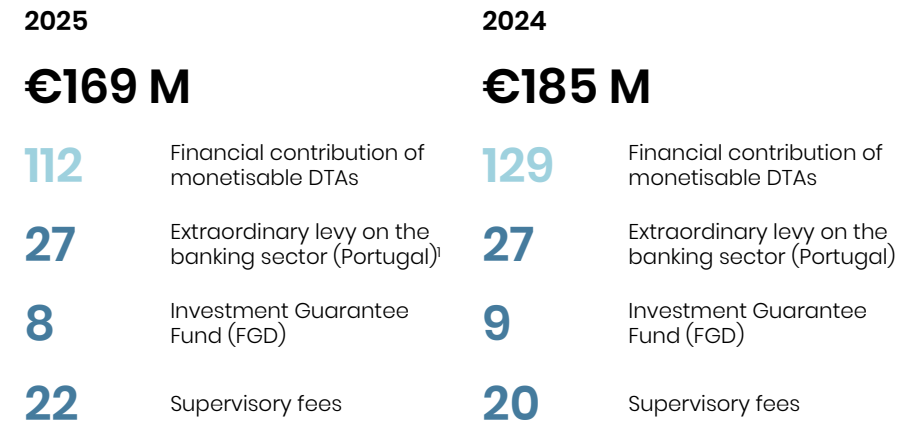 2025
€169 M
112
Financial contribution of
monetisable DTAs
27
Extraordinary levy on the
banking sector (Portugal)¹
8
Investment Guarantee
Fund (FGD)
22
Supervisory fees
2024
€185 M
129
Financial contribution of
monetisable DTAs
27
Extraordinary levy on the
banking sector (Portugal)
9
Investment Guarantee
Fund (FGD)
20
Supervisory fees